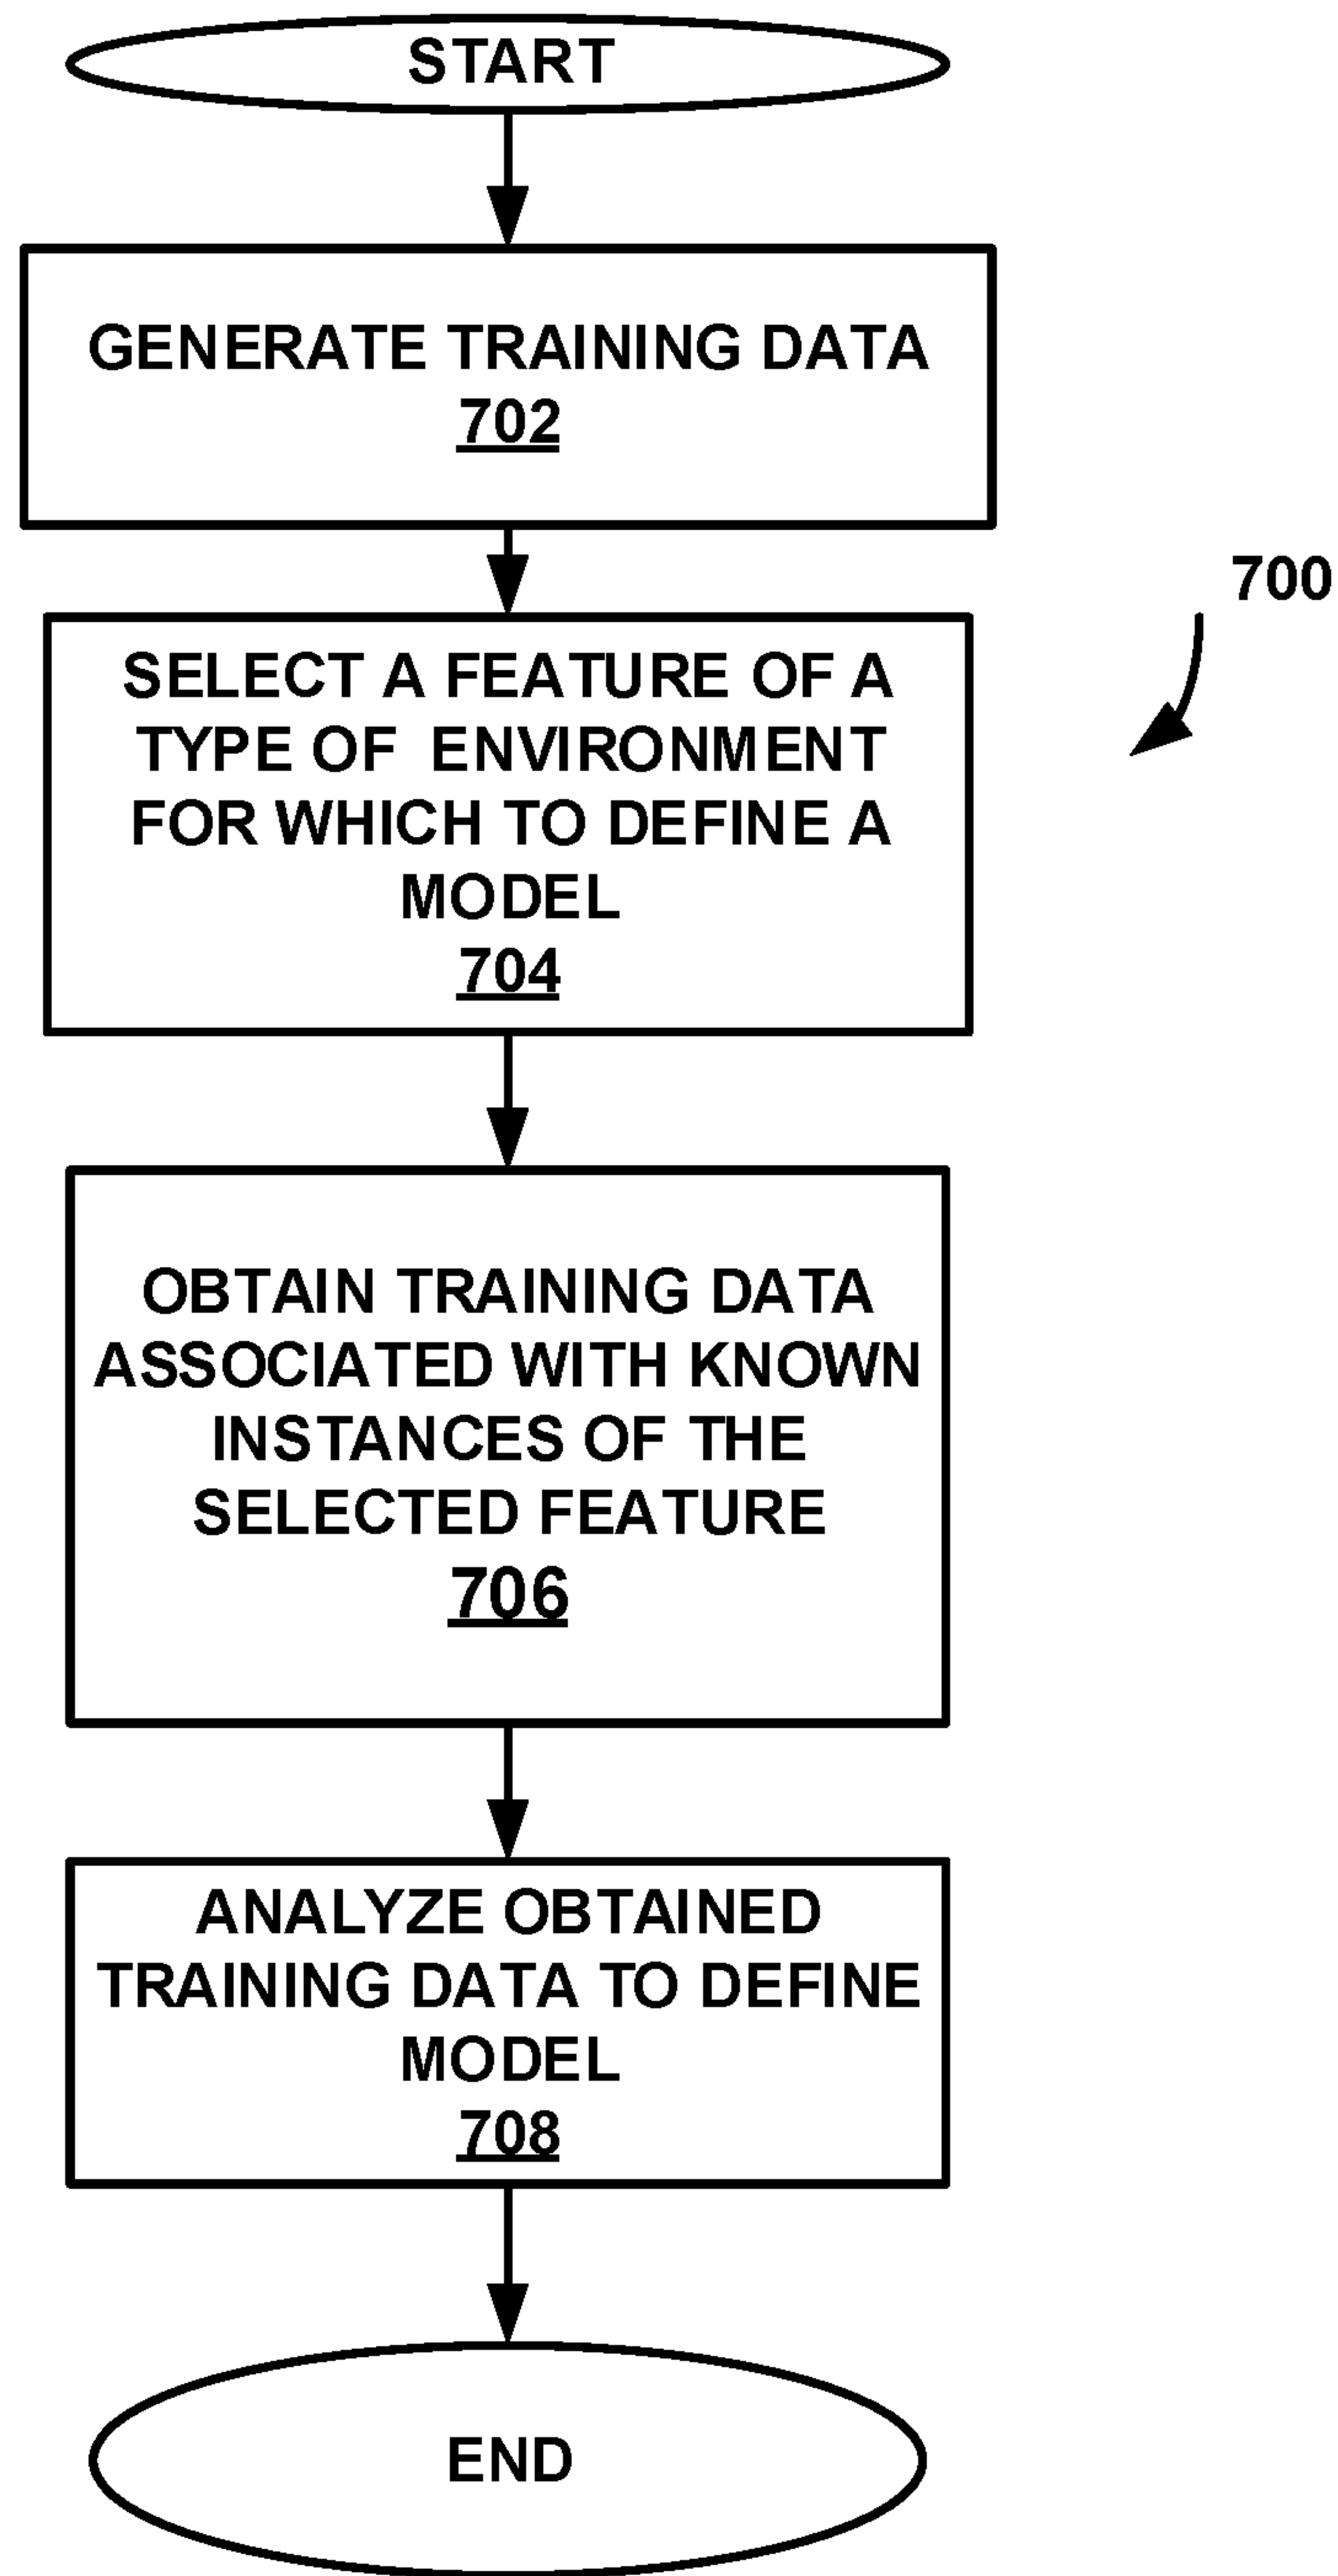 START
GENERATE TRAINING DATA
702
700
SELECT A FEATURE OF A
TYPE OF ENVIRONMENT
FOR WHICH TO DEFINE A
MODEL
704
OBTAIN TRAINING DATA
ASSOCIATED WITH KNOWN
INSTANCES OF THE
SELECTED FEATURE
706
ANALYZE OBTAINED
TRAINING DATA TO DEFINE
MODEL
708
END